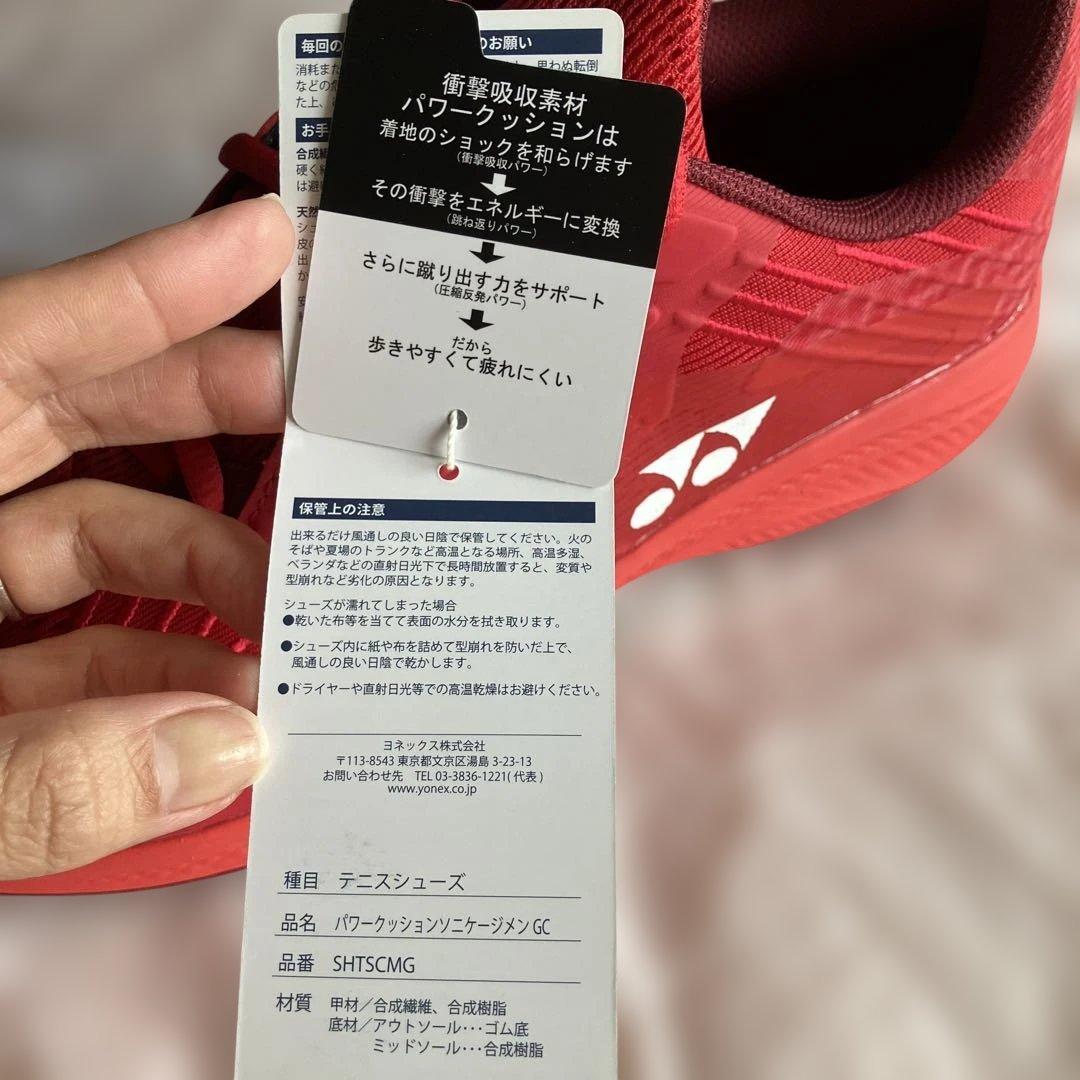 毎回の
のお願い
消耗また
思わぬ転倒
などの危
た上、
お手
合成繊
硬く
は避
天然
シュ
皮の
出
か
衝撃吸収素材
パワークッションは
着地のショックを和らげます
（衝撃吸収パワー）
その衝撃をエネルギーに変換
（跳ね返りパワー）
さらに蹴り出す力をサポート
（圧縮反発パワー）
だから
歩きやすくて疲れにくい
保管上の注意
出来るだけ風通しの良い日陰で保管してください。火の
そばや夏場のトランクなど高温となる場所、高温多湿、
ベランダなどの直射日光下で長時間放置すると、変質や
型崩れなど劣化の原因となります。
シューズが濡れてしまった場合
●乾いた布等を当てて表面の水分を拭き取ります。
●シューズ内に紙や布を詰めて型崩れを防いだ上で、
風通しの良い日陰で乾かします。
●ドライヤーや直射日光等での高温乾燥はお避けください。
ヨネックス株式会社
〒113-8543 東京都文京区湯島 3-23-13
お問い合わせ先　TEL 03-3836-1221(代表)
www.yonex.co.jp
種目　テニスシューズ
品名　パワークッションソニケージメン GC
品番　SHTSCMG
材質　甲材／合成繊維、合成樹脂
底材／アウトソール･･･ゴム底
ミッドソール･･･合成樹脂